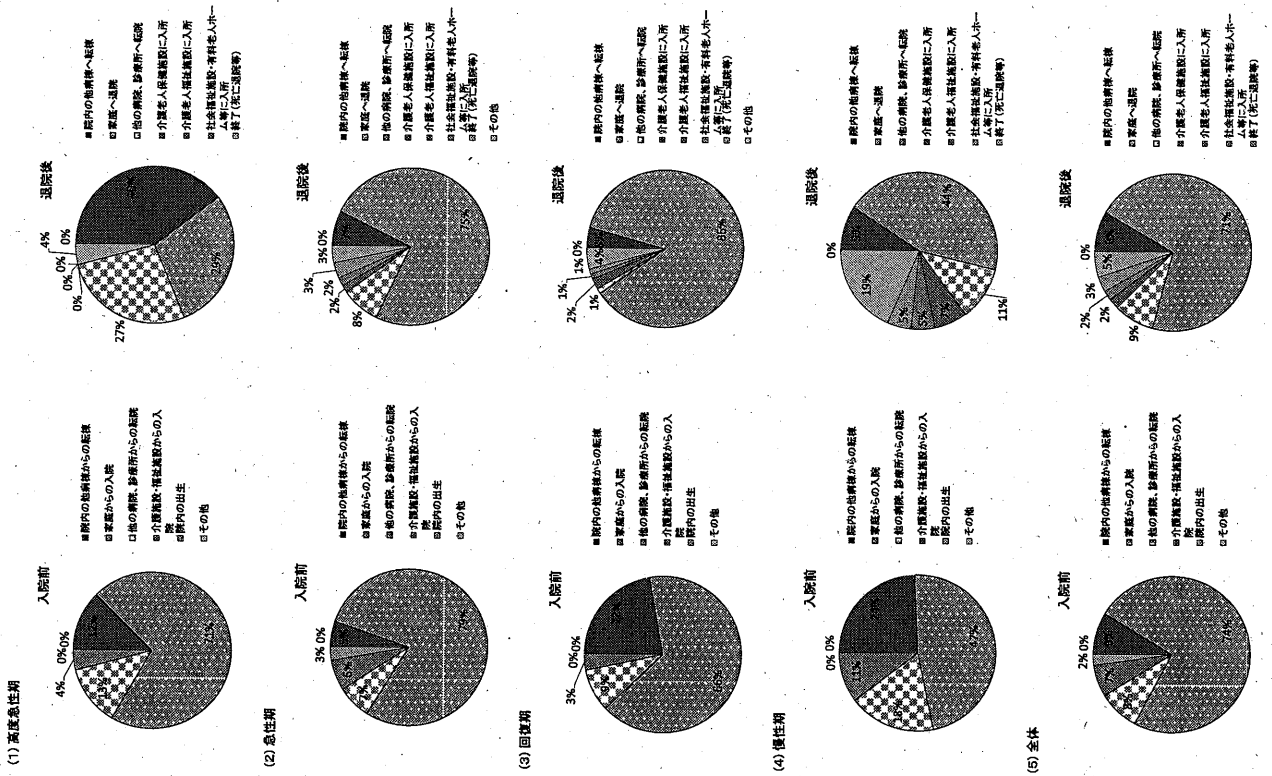 (1) 高度急性期
入院前
0%
0%
4%
13%
71%
12%
■院内の他病棟からの転棟
家庭からの入院
他の病院、診療所からの転院
介護施設・福祉施設からの入
院
院内の出生
その他
退院後
4%
0%
0%
0%
0%
27%
■院内の他病棟へ転棟
家庭へ退院
他の病院、診療所へ転院
介護老人保健施設に入所
介護老人福祉施設に入所
社会福祉施設・有料老人ホー
ム等に入所
終了(死亡退院等)
(2) 急性期
入院前
3%
0%
■院内の他病棟からの転棟
家庭からの入院
他の病院、診療所からの転院
介護施設・福祉施設からの入
院
院内の出生
その他
退院後
3%
0%
3%
2%
2%
8%
75%
■院内の他病棟へ転棟
家庭へ退院
他の病院、診療所へ転院
介護老人保健施設に入所
介護老人福祉施設に入所
社会福祉施設・有料老人ホー
ム等に入所
終了(死亡退院等)
その他
(3) 回復期
入院前
0%
0%
3%
■院内の他病棟からの転棟
家庭からの入院
他の病院、診療所からの転院
介護施設・福祉施設からの入
院
院内の出生
その他
退院後
1%
0%
1%
2%
1%
4%
■院内の他病棟へ転棟
家庭へ退院
他の病院、診療所へ転院
介護老人保健施設に入所
介護老人福祉施設に入所
社会福祉施設・有料老人ホー
ム等に入所
終了(死亡退院等)
その他
(4) 慢性期
入院前
0%
0%
11%
47%
■院内の他病棟からの転棟
家庭からの入院
他の病院、診療所からの転院
介護施設・福祉施設からの入
院
院内の出生
その他
退院後
0%
19%
5%
5%
11%
44%
■院内の他病棟へ転棟
家庭へ退院
他の病院、診療所へ転院
介護老人保健施設に入所
介護老人福祉施設に入所
社会福祉施設・有料老人ホー
ム等に入所
終了(死亡退院等)
(5) 全体
入院前
2%
0%
7%
74%
■院内の他病棟からの転棟
家庭からの入院
他の病院、診療所からの転院
介護施設・福祉施設からの入
院
院内の出生
その他
退院後
0%
5%
3%
2%
2%
9%
71%
■院内の他病棟へ転棟
家庭へ退院
他の病院、診療所へ転院
介護老人保健施設に入所
介護老人福祉施設に入所
社会福祉施設・有料老人ホー
ム等に入所
終了(死亡退院等)